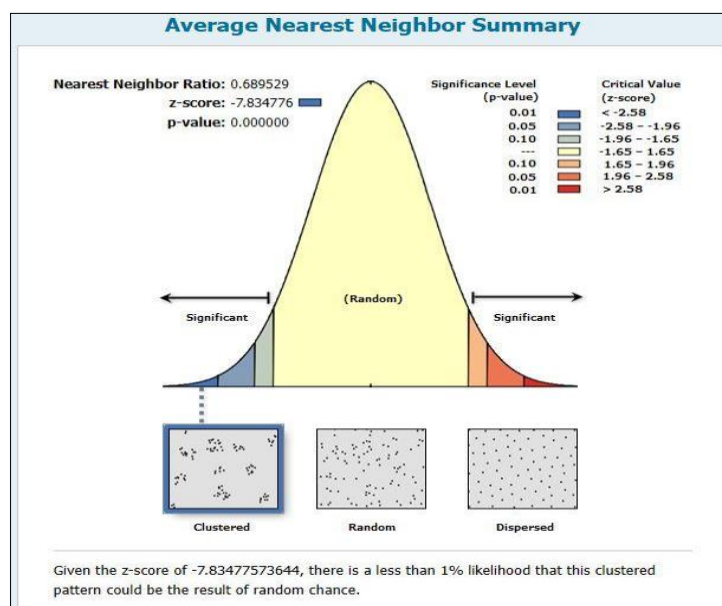 Average Nearest Neighbor Summary
Nearest Neighbor Ratio: 0.689529
z-score: -7.834776
p-value: 0.000000
Significance Level Critical Value
(p-value) (z-score)
0.01 < -2.58
0.05 -2.58 – -1.96
0.10 -1.96 – -1.65
--- -1.65 – 1.65
0.10 1.65 – 1.96
0.05 1.96 – 2.58
0.01 > 2.58
(Random)
Significant Significant
Clustered Random Dispersed
Given the z-score of -7.83477573644, there is a less than 1% likelihood that this clustered
pattern could be the result of random chance.